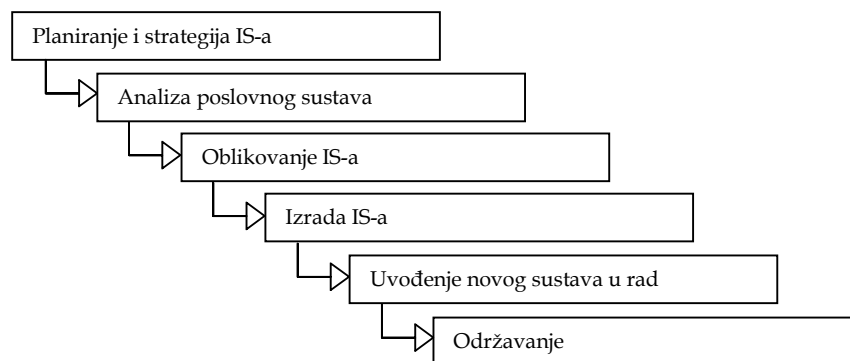 Planiranje i strategija IS-a
Analiza poslovnog sustava
Oblikovanje IS-a
Izrada IS-a
Uvođenje novog sustava u rad
Održavanje